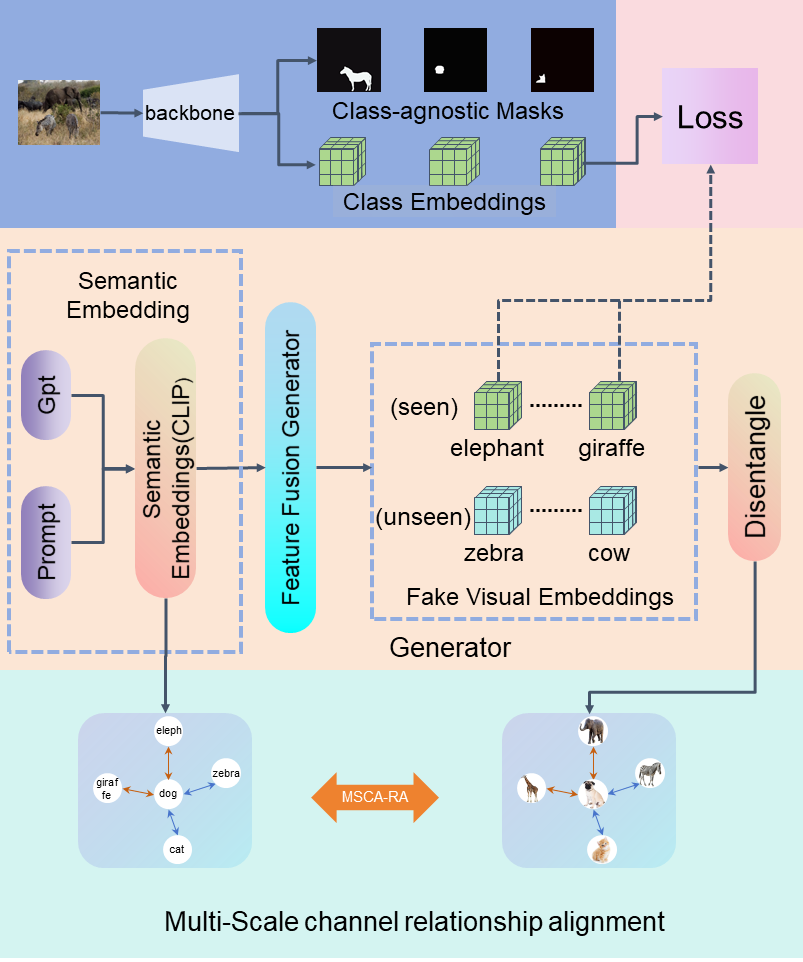 backbone
Class-agnostic Masks
Class Embeddings
Loss
Semantic
Embedding
Gpt
Prompt
Semantic
Embeddings(CLIP)
Feature Fusion Generator
(seen)
elephant
giraffe
(unseen)
zebra
cow
Fake Visual Embeddings
Generator
Disentangle
eleph
giraf
fe
dog
zebra
cat
MSCA-RA
Multi-Scale channel relationship alignment